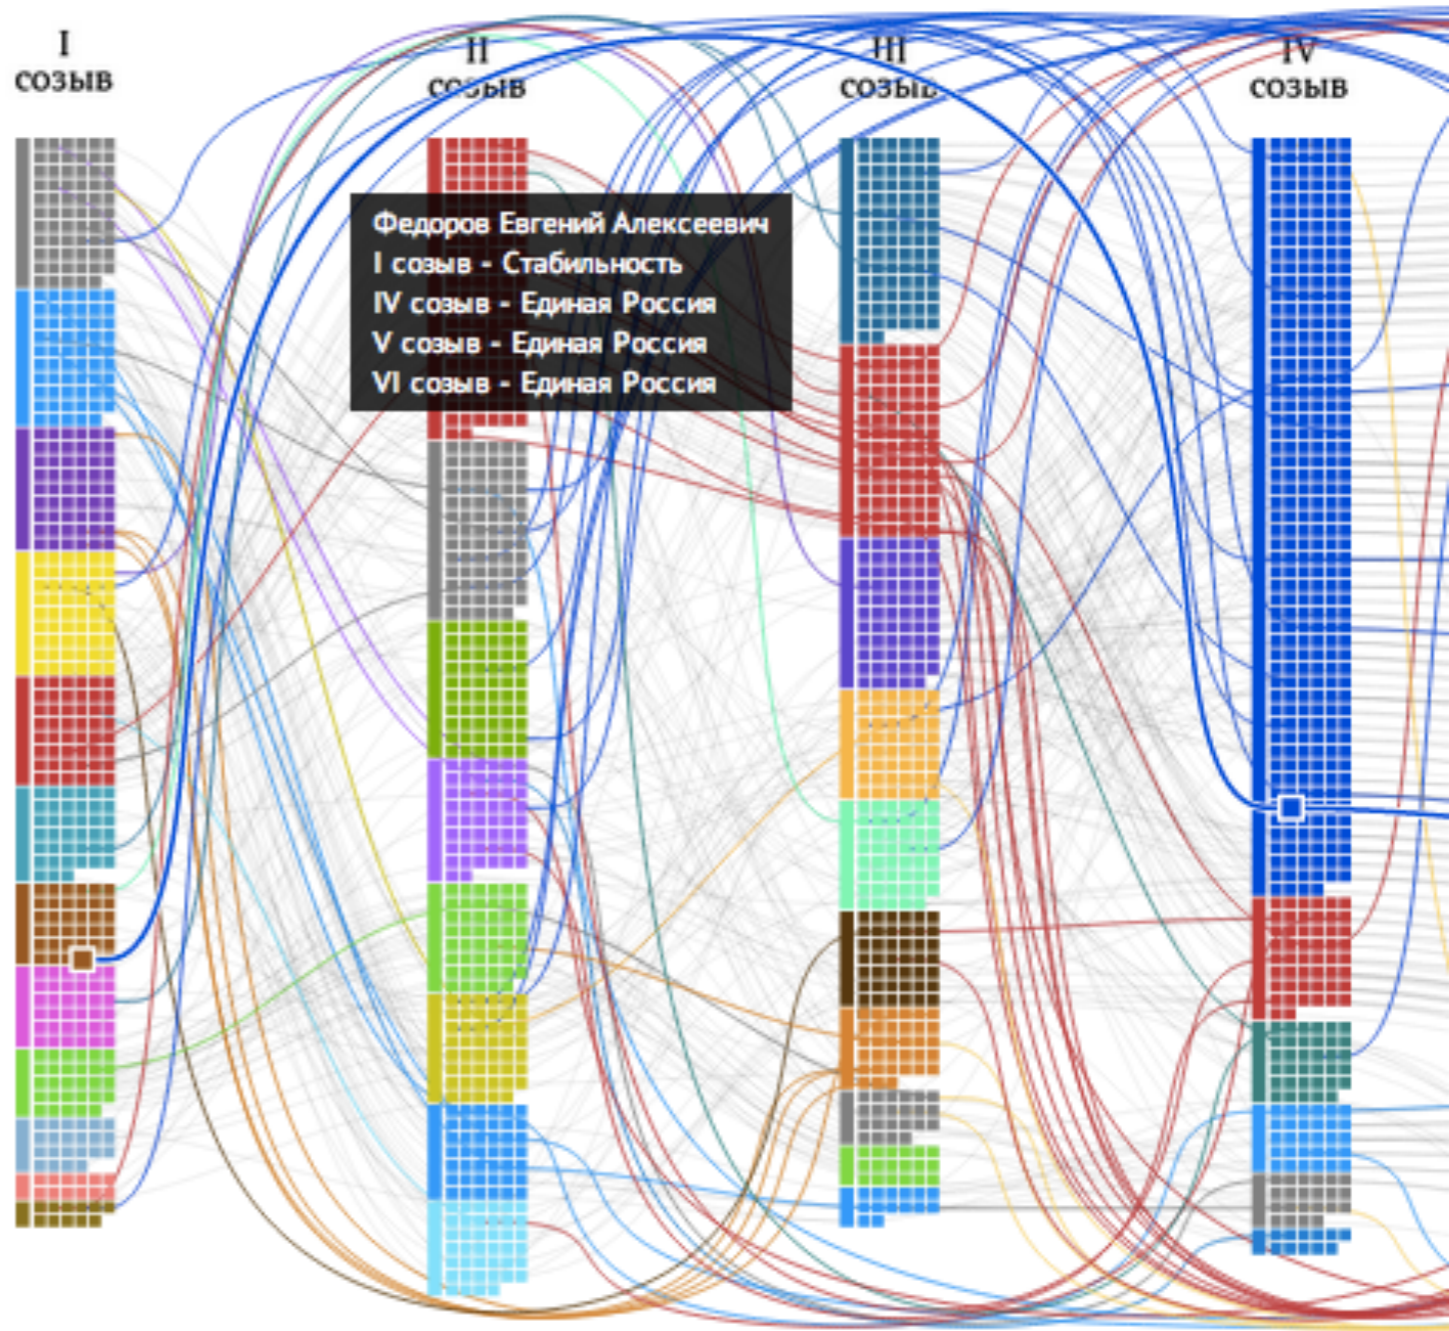 I
созыв
II
созыв
III
созыв
IV
созыв
Федоров Евгений Алексеевич
I созыв - Стабильность
IV созыв - Единая Россия
V созыв - Единая Россия
VI созыв - Единая Россия